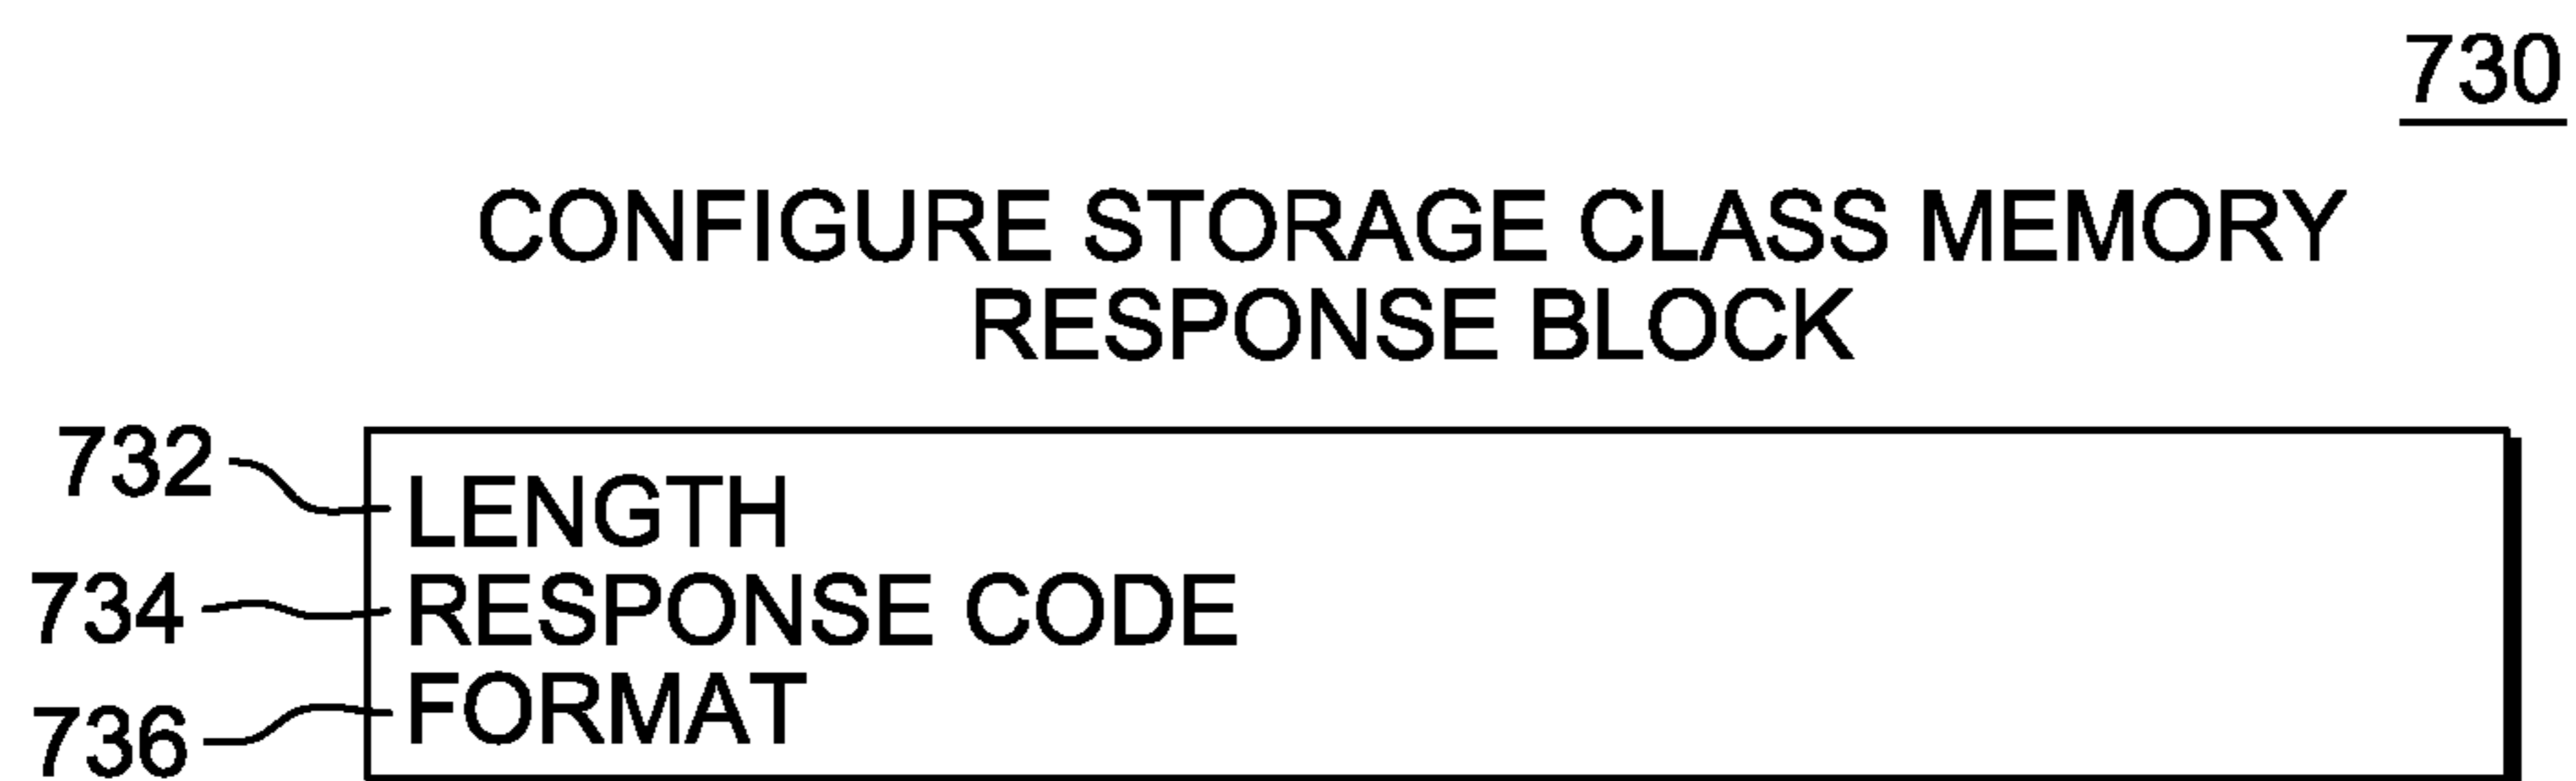 730
CONFIGURE STORAGE CLASS MEMORY
RESPONSE BLOCK
732 LENGTH
734 RESPONSE CODE
736 FORMAT